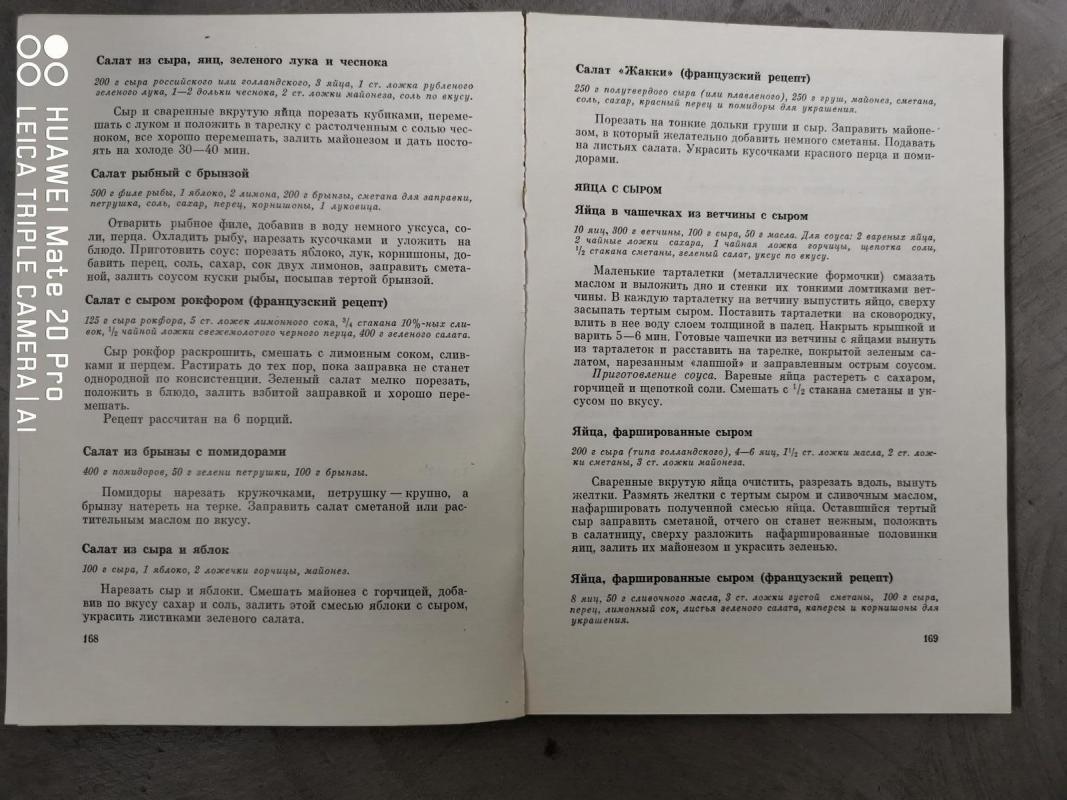 Салат из сыра, яиц, зеленого лука и чеснока
200 г сыра российского или голландского, 3 яйца, 1 ст. ложка рубленого
зеленого лука, 1—2 дольки чеснока, 2 ст. ложки майонеза, соль по вкусу.
Сыр и сваренные вкрутую яйца порезать кубиками, переме-
шать с луком и положить в тарелку с растолченным с солью чес-
ноком, все хорошо перемешать, залить майонезом и дать посто-
ять на холоде 30—40 мин.
Салат рыбный с брынзой
500 г филе рыбы, 1 яблоко, 2 лимона, 200 г брынзы, сметана для заправки,
петрушка, соль, сахар, перец, корнишоны, 1 луковица.
Отварить рыбное филе, добавив в воду немного уксуса, со-
ли, перца. Охладить рыбу, нарезать кусочками и уложить на
блюдо. Приготовить соус: порезать яблоко, лук, корнишоны, до-
бавить перец, соль, сахар, сок двух лимонов, заправить смета-
ной, залить соусом куски рыбы, посыпав тертой брынзой.
Салат с сыром рокфором (французский рецепт)
125 г сыра рокфора, 5 ст. ложек лимонного сока, 3/4 стакана 10%-ных сли-
вок, 1/2 чайной ложки свежемолотого черного перца, 400 г зеленого салата.
Сыр рокфор раскрошить, смешать с лимонным соком, слив-
ками и перцем. Растирать до тех пор, пока заправка не станет
однородной по консистенции. Зеленый салат мелко порезать,
положить в блюдо, залить взбитой заправкой и хорошо пере-
мешать.
Рецепт рассчитан на 6 порций.
Салат из брынзы с помидорами
400 г помидоров, 50 г зелени петрушки, 100 г брынзы.
Помидоры нарезать кружочками, петрушку — крупно, а
брынзу натереть на терке. Заправить салат сметаной или рас-
тительным маслом по вкусу.
Салат из сыра и яблок
100 г сыра, 1 яблоко, 2 ложечки горчицы, майонез.
Нарезать сыр и яблоки. Смешать майонез с горчицей, доба-
вив по вкусу сахар и соль, залить этой смесью яблоки с сыром,
украсить листиками зеленого салата.
168
Салат «Жакки» (французский рецепт)
250 г полутвердого сыра (или плавленого), 250 г груш, майонез, сметана,
соль, сахар, красный перец и помидоры для украшения.
Порезать на тонкие дольки груши и сыр. Заправить майоне-
зом, в который желательно добавить немного сметаны. Подавать
на листьях салата. Украсить кусочками красного перца и поми-
дорами.
ЯЙЦА С СЫРОМ
Яйца в чашечках из ветчины с сыром
10 яиц, 300 г ветчины, 100 г сыра, 50 г масла. Для соуса: 2 вареных яйца,
2 чайные ложки сахара, 1 чайная ложка горчицы, щепотка соли,
1/2 стакана сметаны, зеленый салат, уксус по вкусу.
Маленькие тарталетки (металлические формочки) смазать
маслом и выложить дно и стенки их тонкими ломтиками вет-
чины. В каждую тарталетку на ветчину выпустить яйцо, сверху
засыпать тертым сыром. Поставить тарталетки на сковородку,
влить в нее воду слоем толщиной в палец. Накрыть крышкой и
варить 5—6 мин. Готовые чашечки из ветчины с яйцами вынуть
из тарталеток и расставить на тарелке, покрытой зеленым са-
латом, нарезанным «лапшой» и заправленным острым соусом.
Приготовление соуса. Вареные яйца растереть с сахаром,
горчицей и щепоткой соли. Смешать с 1/2 стакана сметаны и ук-
сусом по вкусу.
Яйца, фаршированные сыром
200 г сыра (типа голландского), 4—6 яиц, 1 1/2 ст. ложки масла, 2 ст. лож-
ки сметаны, 3 ст. ложки майонеза.
Сваренные вкрутую яйца очистить, разрезать вдоль, вынуть
желтки. Размять желтки с тертым сыром и сливочным маслом,
нафаршировать полученной смесью яйца. Оставшийся тертый
сыр заправить сметаной, отчего он станет нежным, положить
в салатницу, сверху разложить нафаршированные половинки
яиц, залить их майонезом и украсить зеленью.
Яйца, фаршированные сыром (французский рецепт)
8 яиц, 50 г сливочного масла, 3 ст. ложки густой сметаны, 100 г сыра,
перец, лимонный сок, листья зеленого салата, каперсы и корнишоны для
украшения.
169
HUAWEI Mate 20 Pro
LEICA TRIPLE CAMERA | AI